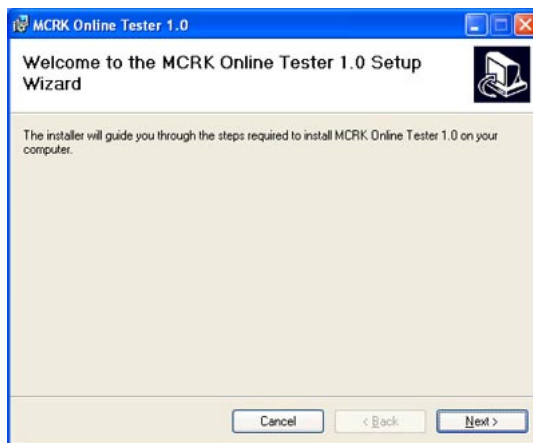 MCRK Online Tester 1.0
Welcome to the MCRK Online Tester 1.0 Setup
Wizard
The installer will guide you through the steps required to install MCRK Online Tester 1.0 on your
computer.
Cancel
< Back
Next >